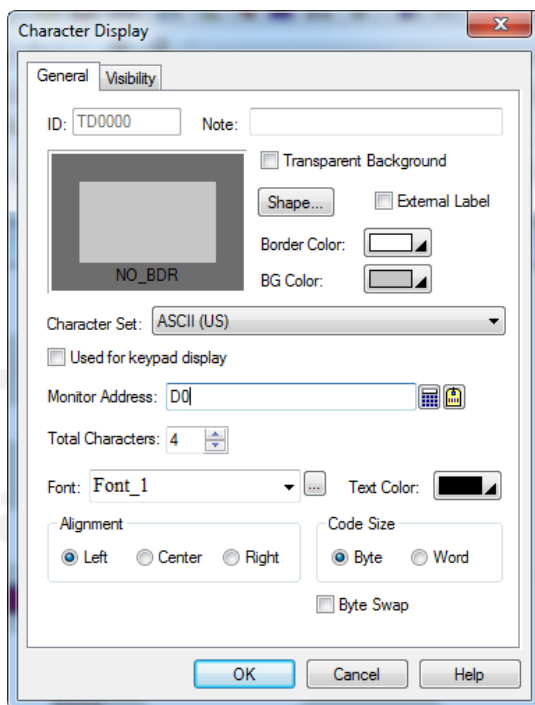 Character Display
General Visibility
ID: TD0000 Note:
Transparent Background
Shape... External Label
Border Color:
NO_BDR
BG Color:
Character Set: ASCII (US)
Used for keypad display
Monitor Address: D0
Total Characters: 4
Font: Font_1 ... Text Color:
Alignment Code Size
Left Center Right Byte Word
Byte Swap
OK Cancel Help